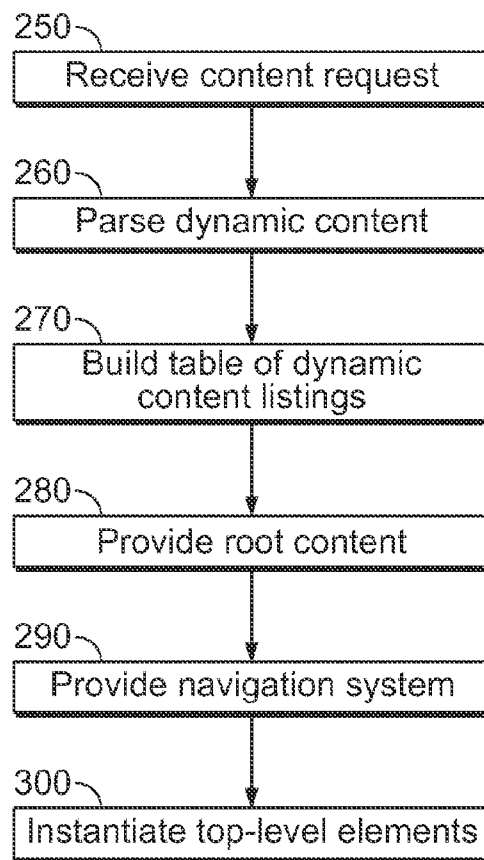 250
Receive content request
260
Parse dynamic content
270
Build table of dynamic
content listings
280
Provide root content
290
Provide navigation system
300
Instantiate top-level elements